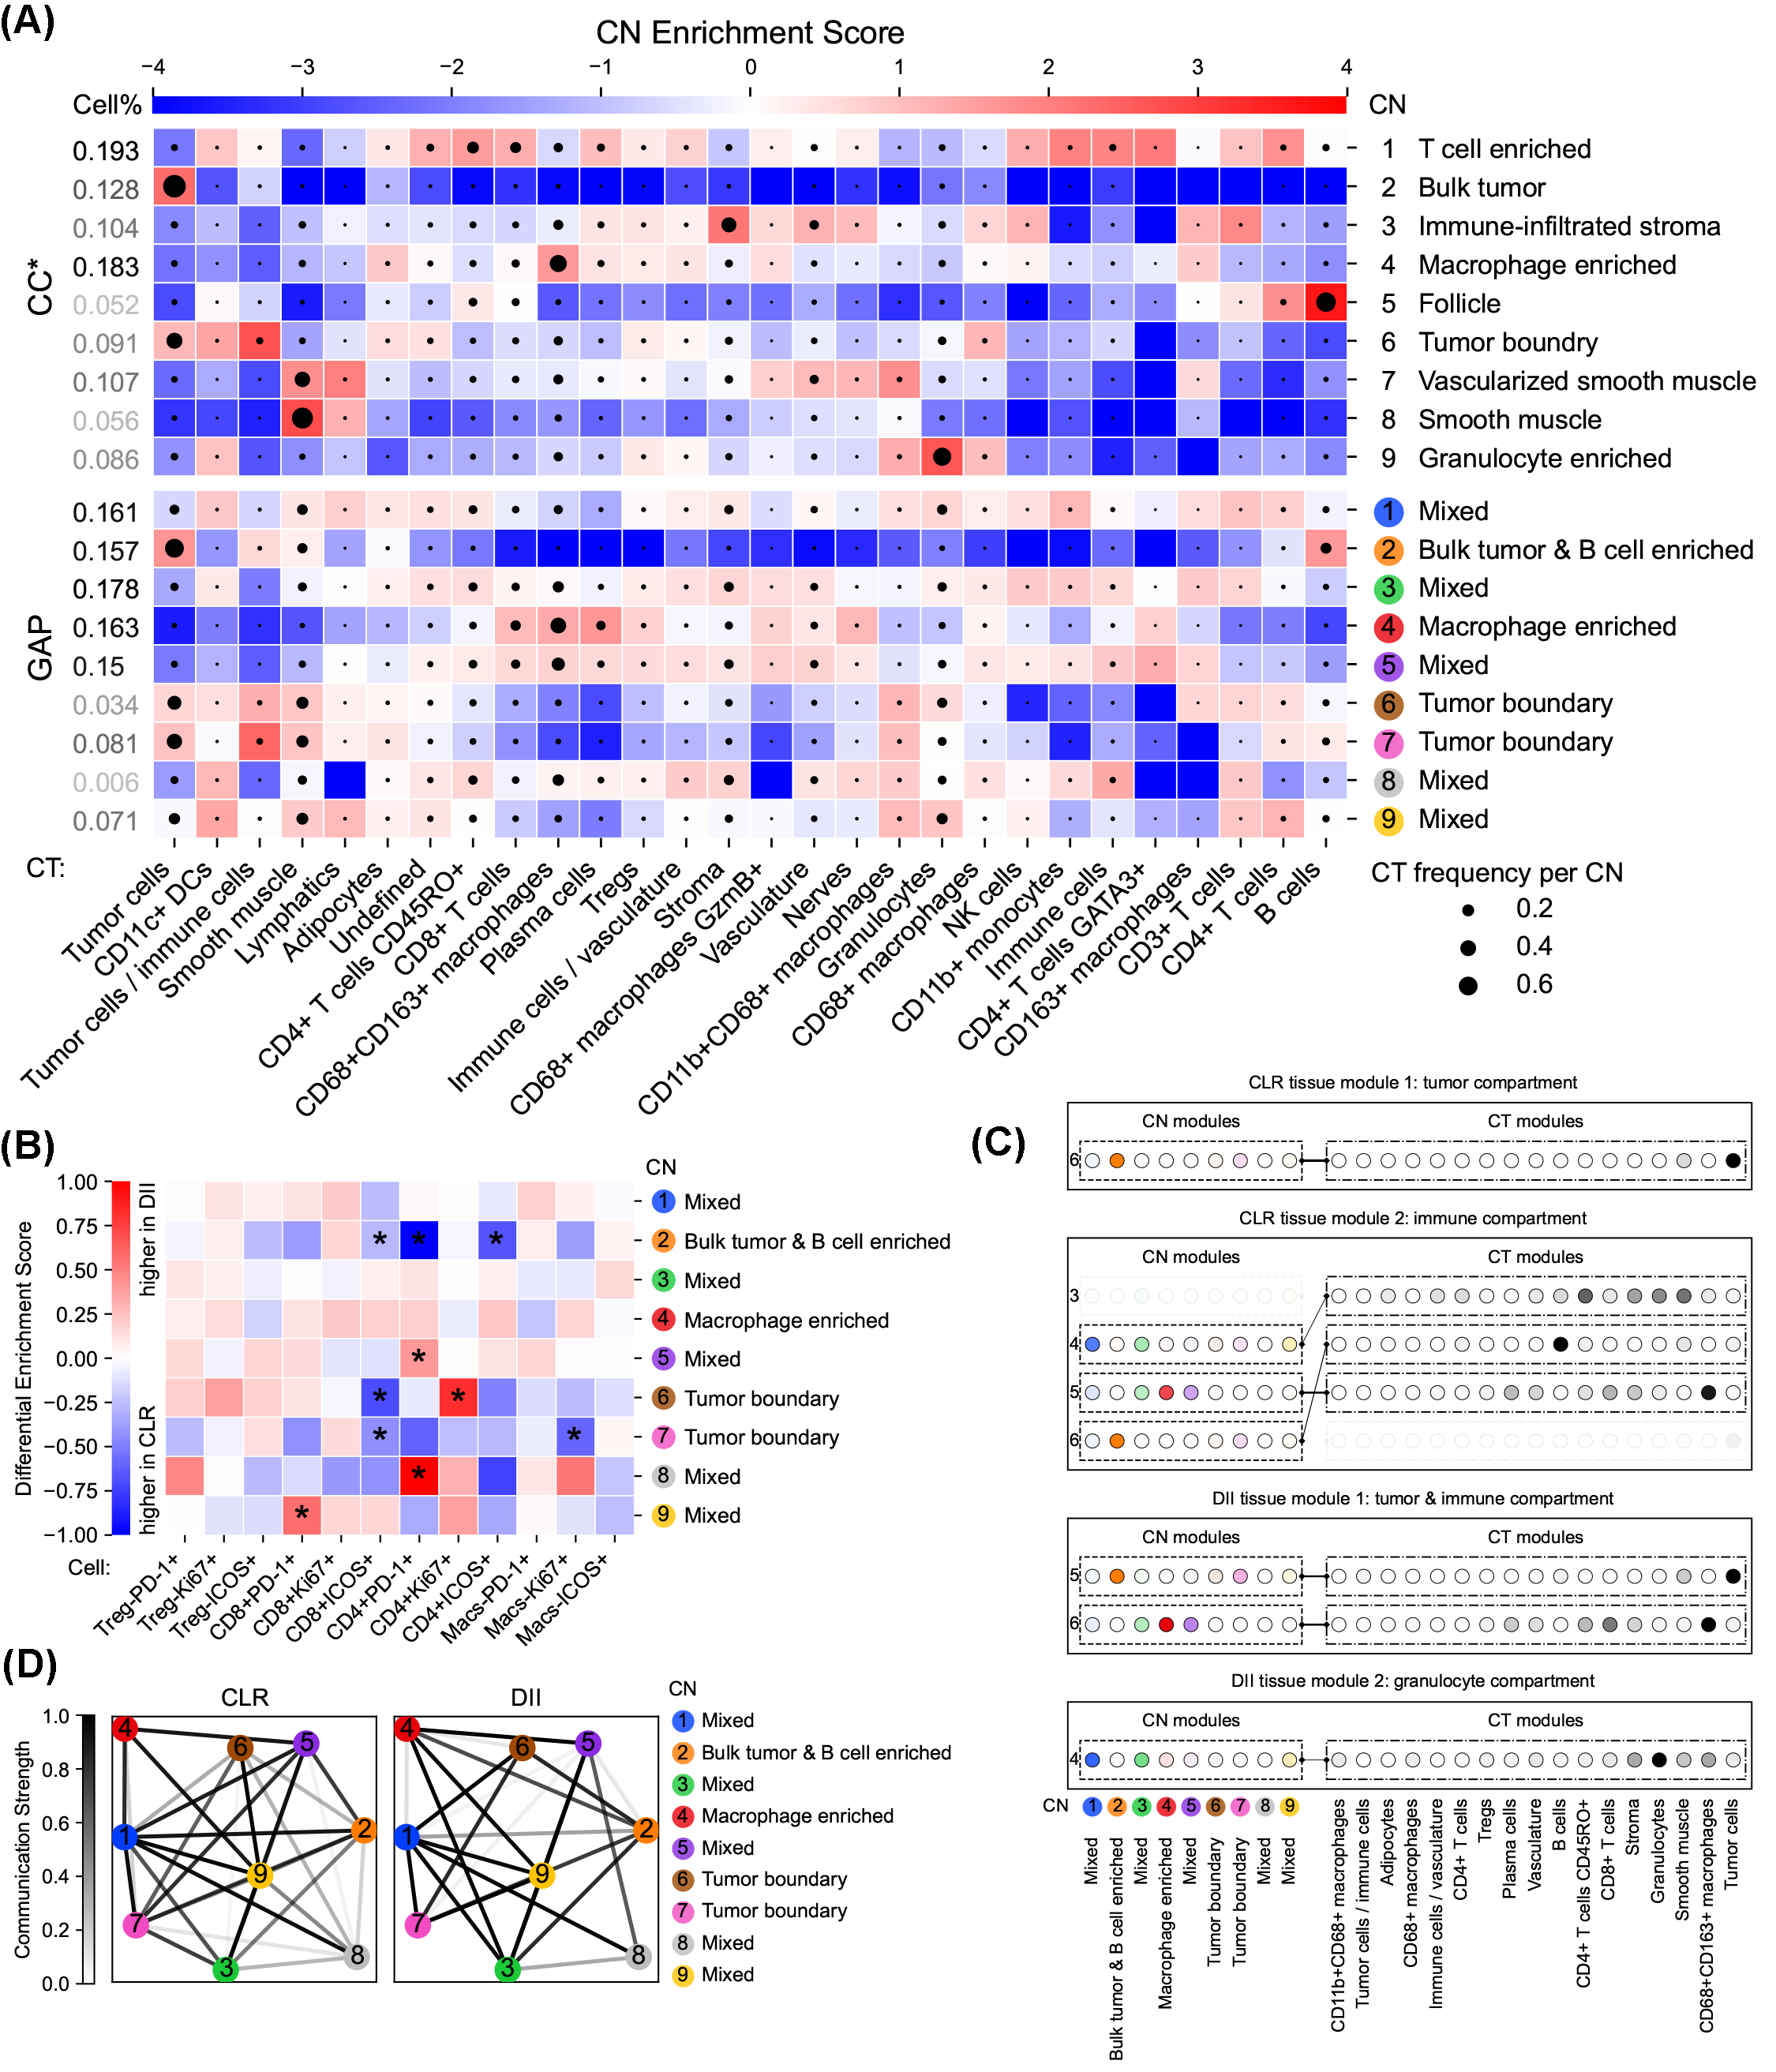 (A)
CN Enrichment Score
−4 −3 −2 −1 0 1 2 3 4
Cell% CN
CC*
0.193 1 T cell enriched
0.128 2 Bulk tumor
0.104 3 Immune-infiltrated stroma
0.183 4 Macrophage enriched
0.052 5 Follicle
0.091 6 Tumor boundry
0.107 7 Vascularized smooth muscle
0.056 8 Smooth muscle
0.086 9 Granulocyte enriched
GAP
0.161 1 Mixed
0.157 2 Bulk tumor & B cell enriched
0.178 3 Mixed
0.163 4 Macrophage enriched
0.15 5 Mixed
0.034 6 Tumor boundary
0.081 7 Tumor boundary
0.006 8 Mixed
0.071 9 Mixed
CT:
Tumor cells
CD11c+ DCs
Tumor cells / immune cells
Smooth muscle
Lymphatics
Adipocytes
Undefined
CD4+ T cells CD45RO+
CD8+ T cells
CD68+CD163+ macrophages
Plasma cells
Tregs
Immune cells / vasculature
Stroma
CD68+ macrophages GzmB+
Vasculature
Nerves
CD11b+CD68+ macrophages
Granulocytes
CD68+ macrophages
NK cells
CD11b+ monocytes
Immune cells
CD4+ T cells GATA3+
CD163+ macrophages
CD3+ T cells
CD4+ T cells
B cells
CT frequency per CN
0.2
0.4
0.6
(B)
Differential Enrichment Score
1.00
0.75
0.50
0.25
0.00
−0.25
−0.50
−0.75
−1.00
higher in DII
higher in CLR
* * *
*
* *
* *
*
*
CN
1 Mixed
2 Bulk tumor & B cell enriched
3 Mixed
4 Macrophage enriched
5 Mixed
6 Tumor boundary
7 Tumor boundary
8 Mixed
9 Mixed
Cell:
Treg-PD-1+
Treg-Ki67+
Treg-ICOS+
CD8+PD-1+
CD8+Ki67+
CD8+ICOS+
CD4+PD-1+
CD4+Ki67+
CD4+ICOS+
Macs-PD-1+
Macs-Ki67+
Macs-ICOS+
(C)
CLR tissue module 1: tumor compartment
CN modules CT modules
6
CLR tissue module 2: immune compartment
CN modules CT modules
3
4
5
6
DII tissue module 1: tumor & immune compartment
CN modules CT modules
5
6
DII tissue module 2: granulocyte compartment
CN modules CT modules
4
CN 1 2 3 4 5 6 7 8 9
Mixed
Bulk tumor & B cell enriched
Mixed
Macrophage enriched
Mixed
Tumor boundary
Tumor boundary
Mixed
Mixed
CD11b+CD68+ macrophages
Tumor cells / immune cells
Adipocytes
CD68+ macrophages
Immune cells / vasculature
CD4+ T cells
Tregs
Plasma cells
Vasculature
B cells
CD4+ T cells CD45RO+
CD8+ T cells
Stroma
Granulocytes
Smooth muscle
CD68+CD163+ macrophages
Tumor cells
(D)
Communication Strength
1.0
0.8
0.6
0.4
0.2
0.0
CLR
4 6 5 1 2 9 7 3 8
DII
4 6 5 1 2 9 7 3 8
CN
1 Mixed
2 Bulk tumor & B cell enriched
3 Mixed
4 Macrophage enriched
5 Mixed
6 Tumor boundary
7 Tumor boundary
8 Mixed
9 Mixed